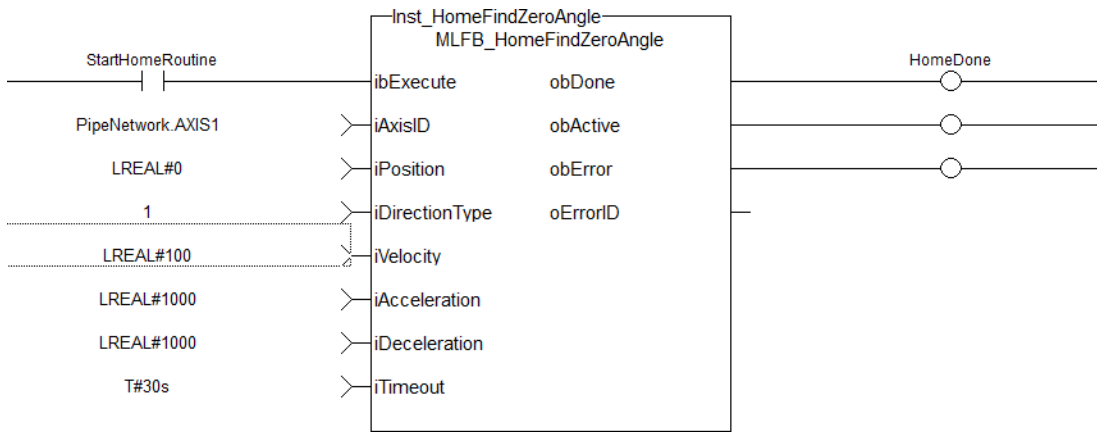 Inst_HomeFindZeroAngle
MLFB_HomeFindZeroAngle
StartHomeRoutine
HomeDone
ibExecute obDone
PipeNetwork.AXIS1 iAxisID obActive
LREAL#0 iPosition obError
1 iDirectionType oErrorID
LREAL#100 iVelocity
LREAL#1000 iAcceleration
LREAL#1000 iDeceleration
T#30s iTimeout